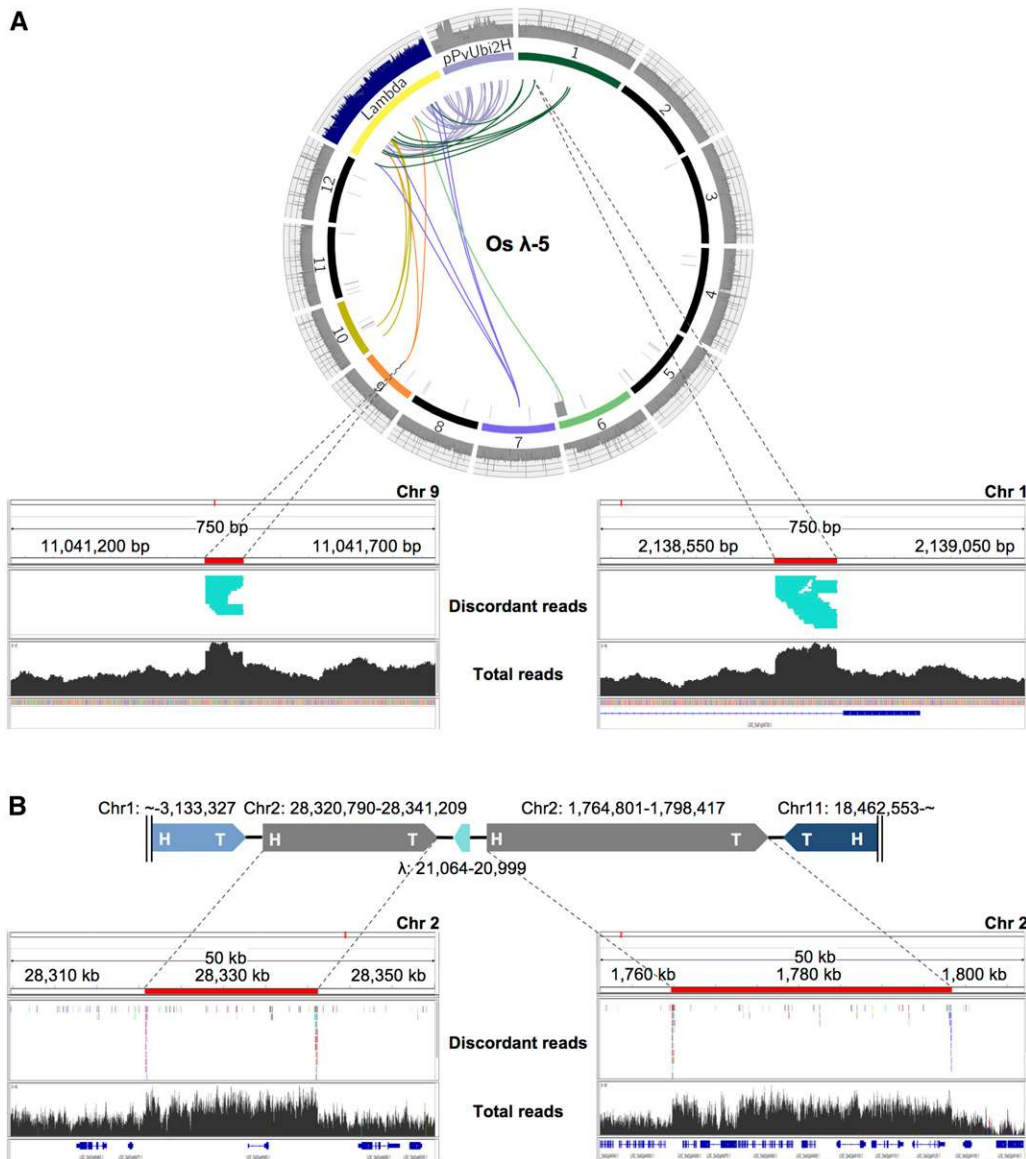 A
Lambda
pPvUbi2H
1
2
3
4
5
6
7
8
9
10
11
12
Os λ-5
Chr 9
750 bp
11,041,200 bp 11,041,700 bp
Chr 1
750 bp
2,138,550 bp 2,139,050 bp
Discordant reads
Total reads
B
Chr1: ~-3,133,327 Chr2: 28,320,790-28,341,209 Chr2: 1,764,801-1,798,417 Chr11: 18,462,553-~
H T H T H T T H
λ: 21,064-20,999
Chr 2
50 kb
28,310 kb 28,330 kb 28,350 kb
Chr 2
50 kb
1,760 kb 1,780 kb 1,800 kb
Discordant reads
Total reads